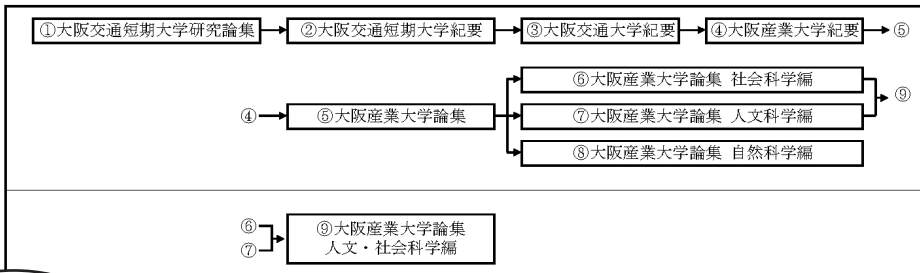 ①大阪交通短期大学研究論集 ②大阪交通短期大学紀要 ③大阪交通大学紀要 ④大阪産業大学紀要 ⑤
⑥大阪産業大学論集 社会科学編
⑨
④ ⑤大阪産業大学論集 ⑦大阪産業大学論集 人文科学編
⑧大阪産業大学論集 自然科学編
⑥ ⑨大阪産業大学論集
⑦ 人文・社会科学編